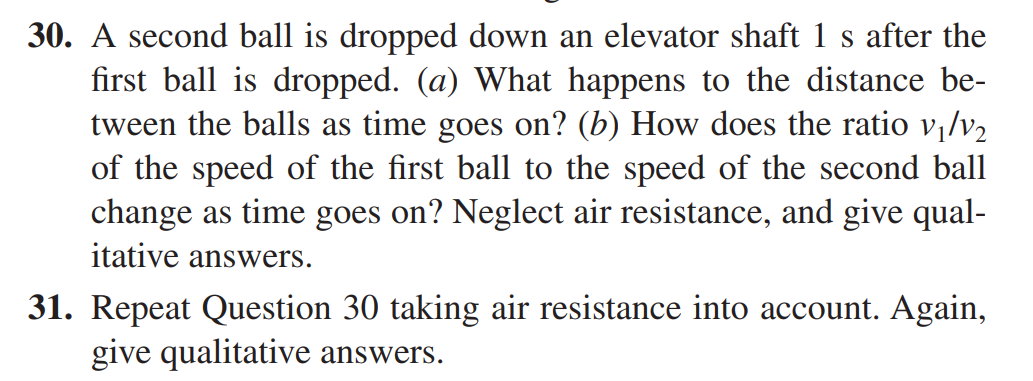 30. A second ball is dropped down an elevator shaft 1 s after the
first ball is dropped. (a) What happens to the distance be-
tween the balls as time goes on? (b) How does the ratio v₁/v₂
of the speed of the first ball to the speed of the second ball
change as time goes on? Neglect air resistance, and give qual-
itative answers.
31. Repeat Question 30 taking air resistance into account. Again,
give qualitative answers.